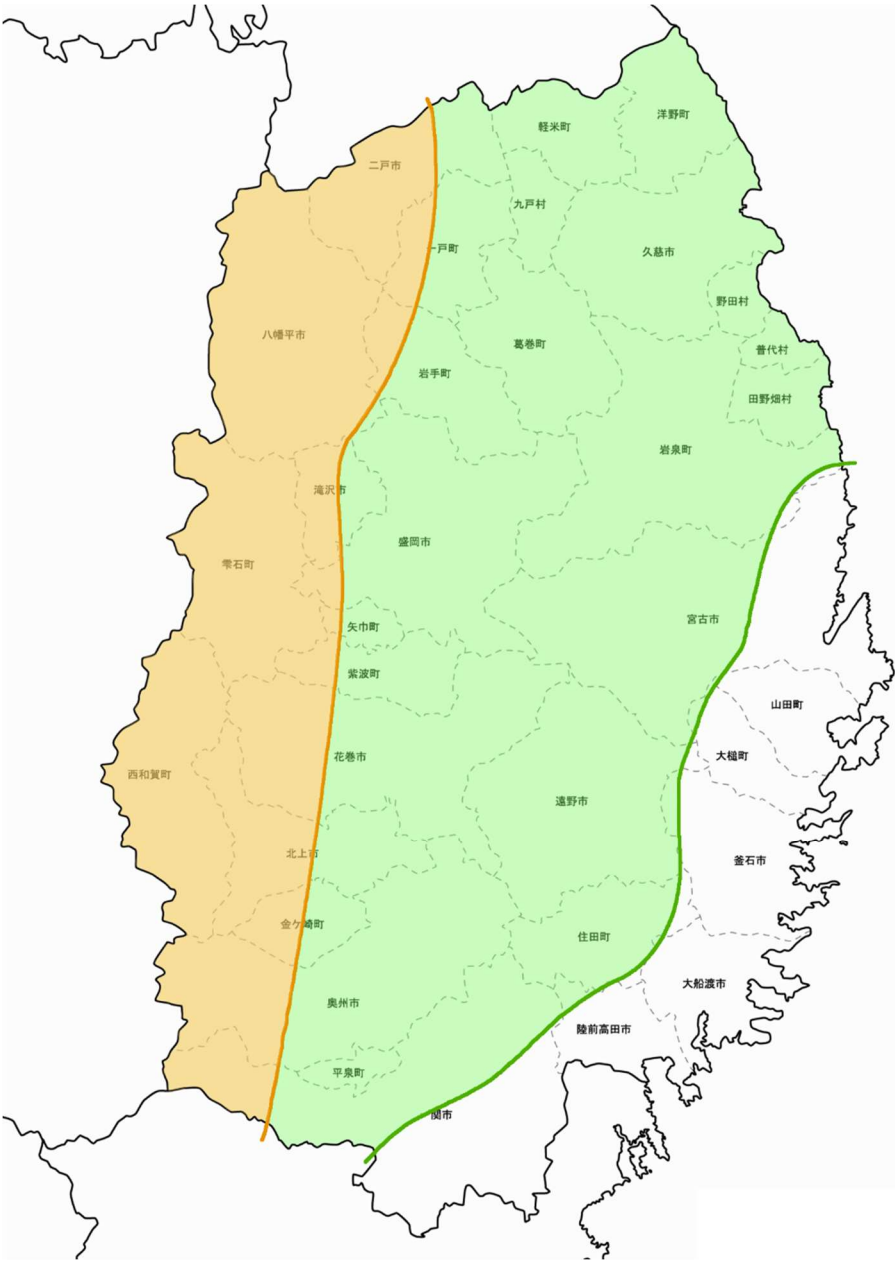 洋野町
軽米町
二戸市
九戸村
一戸町
久慈市
野田村
八幡平市
葛巻町
普代村
岩手町
田野畑村
岩泉町
滝沢市
盛岡市
雫石町
宮古市
矢巾町
紫波町
山田町
大槌町
花巻市
西和賀町
遠野市
北上市
釜石市
金ケ崎町
住田町
大船渡市
奥州市
陸前高田市
平泉町
関市